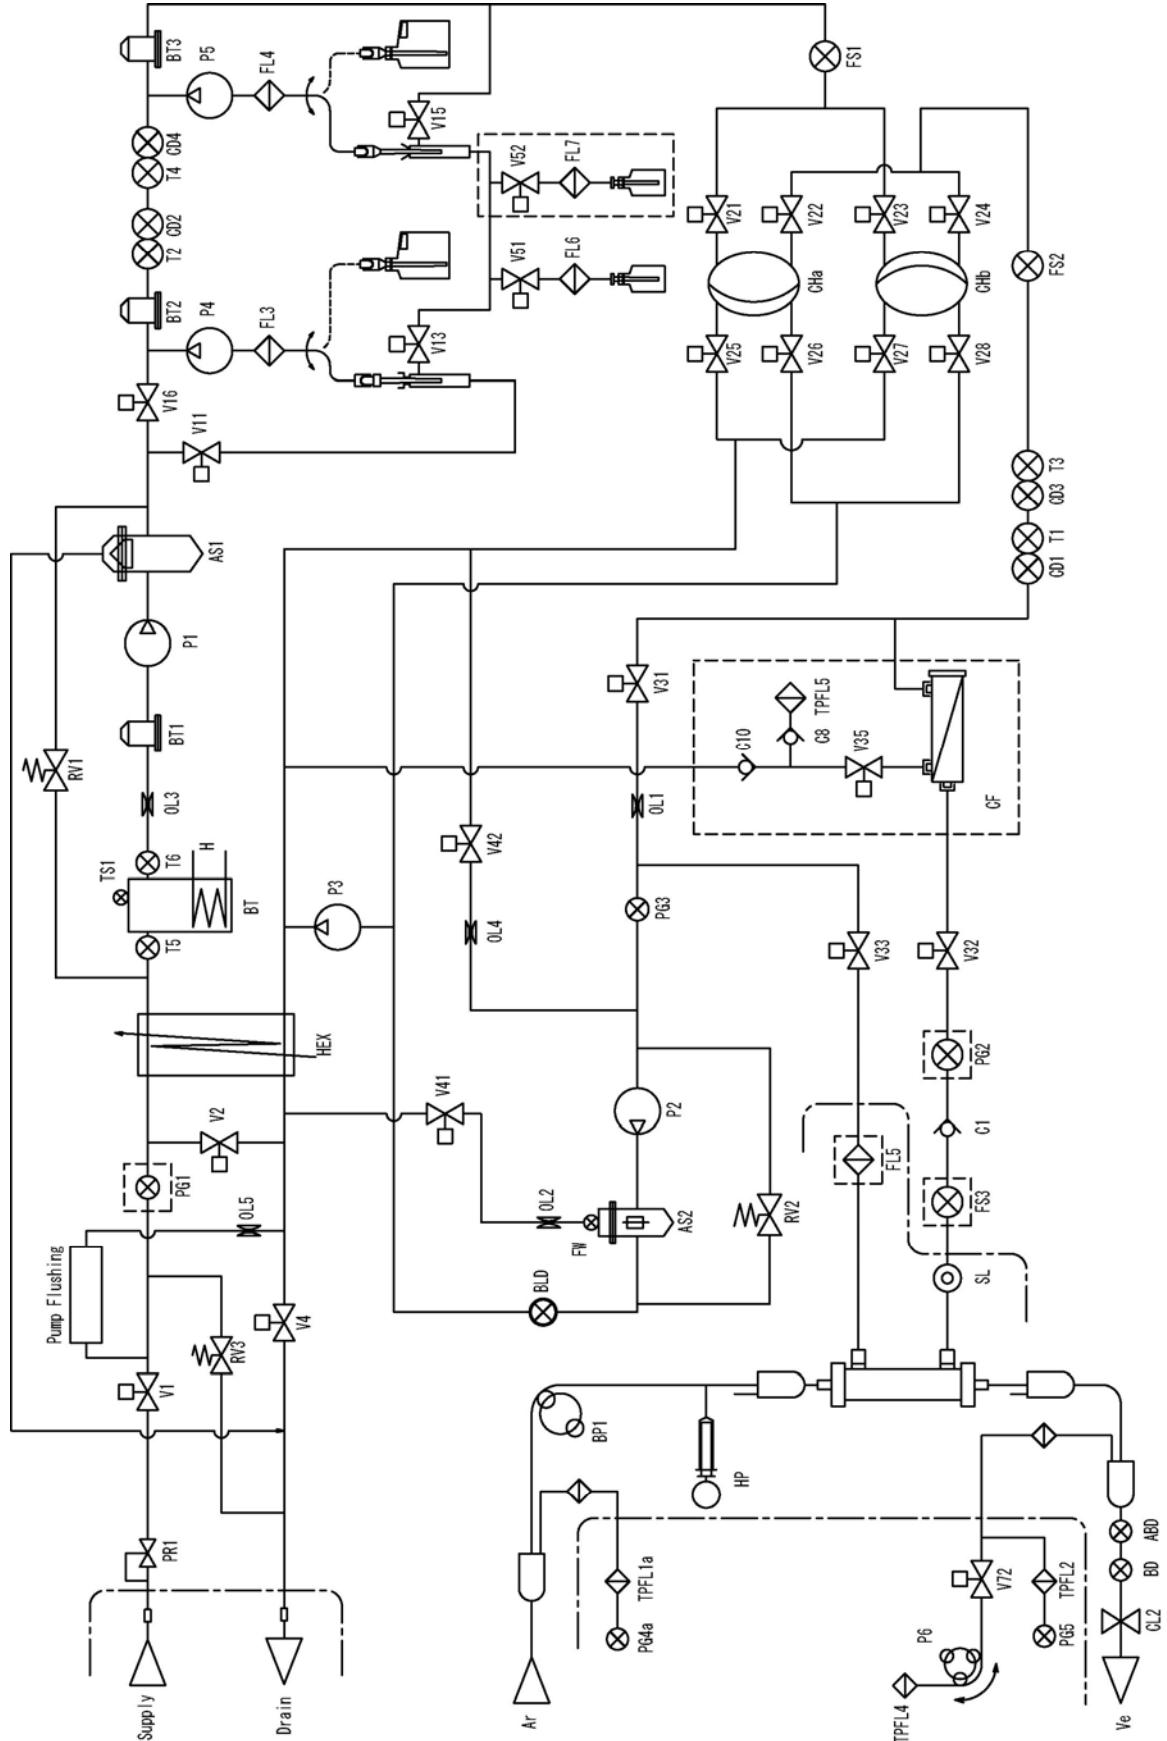 BT3
P5
FL4
CD4
T4
V15
FS1
V52
FL7
CD2
T2
V21
V22
V23
V24
BT2
P4
FL3
V51
FL6
CHa
CHb
FS2
V13
V25
V26
V27
V28
V16
V11
T3
CD3
AS1
T1
CD1
P1
V31
TPFL5
C10
C8
BT1
RV1
V35
OL3
OL1
CF
V42
TS1
T6
H
BT
P3
PG3
OL4
T5
V33
V32
HEX
PG2
V41
P2
V2
C1
FL5
PG1
OL5
OL2
FW
AS2
RV2
FS3
SL
BLD
Pump Flushing
V4
RV3
V1
BP1
HP
PR1
ABD
BD
TPFL1a
V72
TPFL2
CL2
PG4a
P6
PG5
Supply
Drain
Ar
TPFL4
Ve